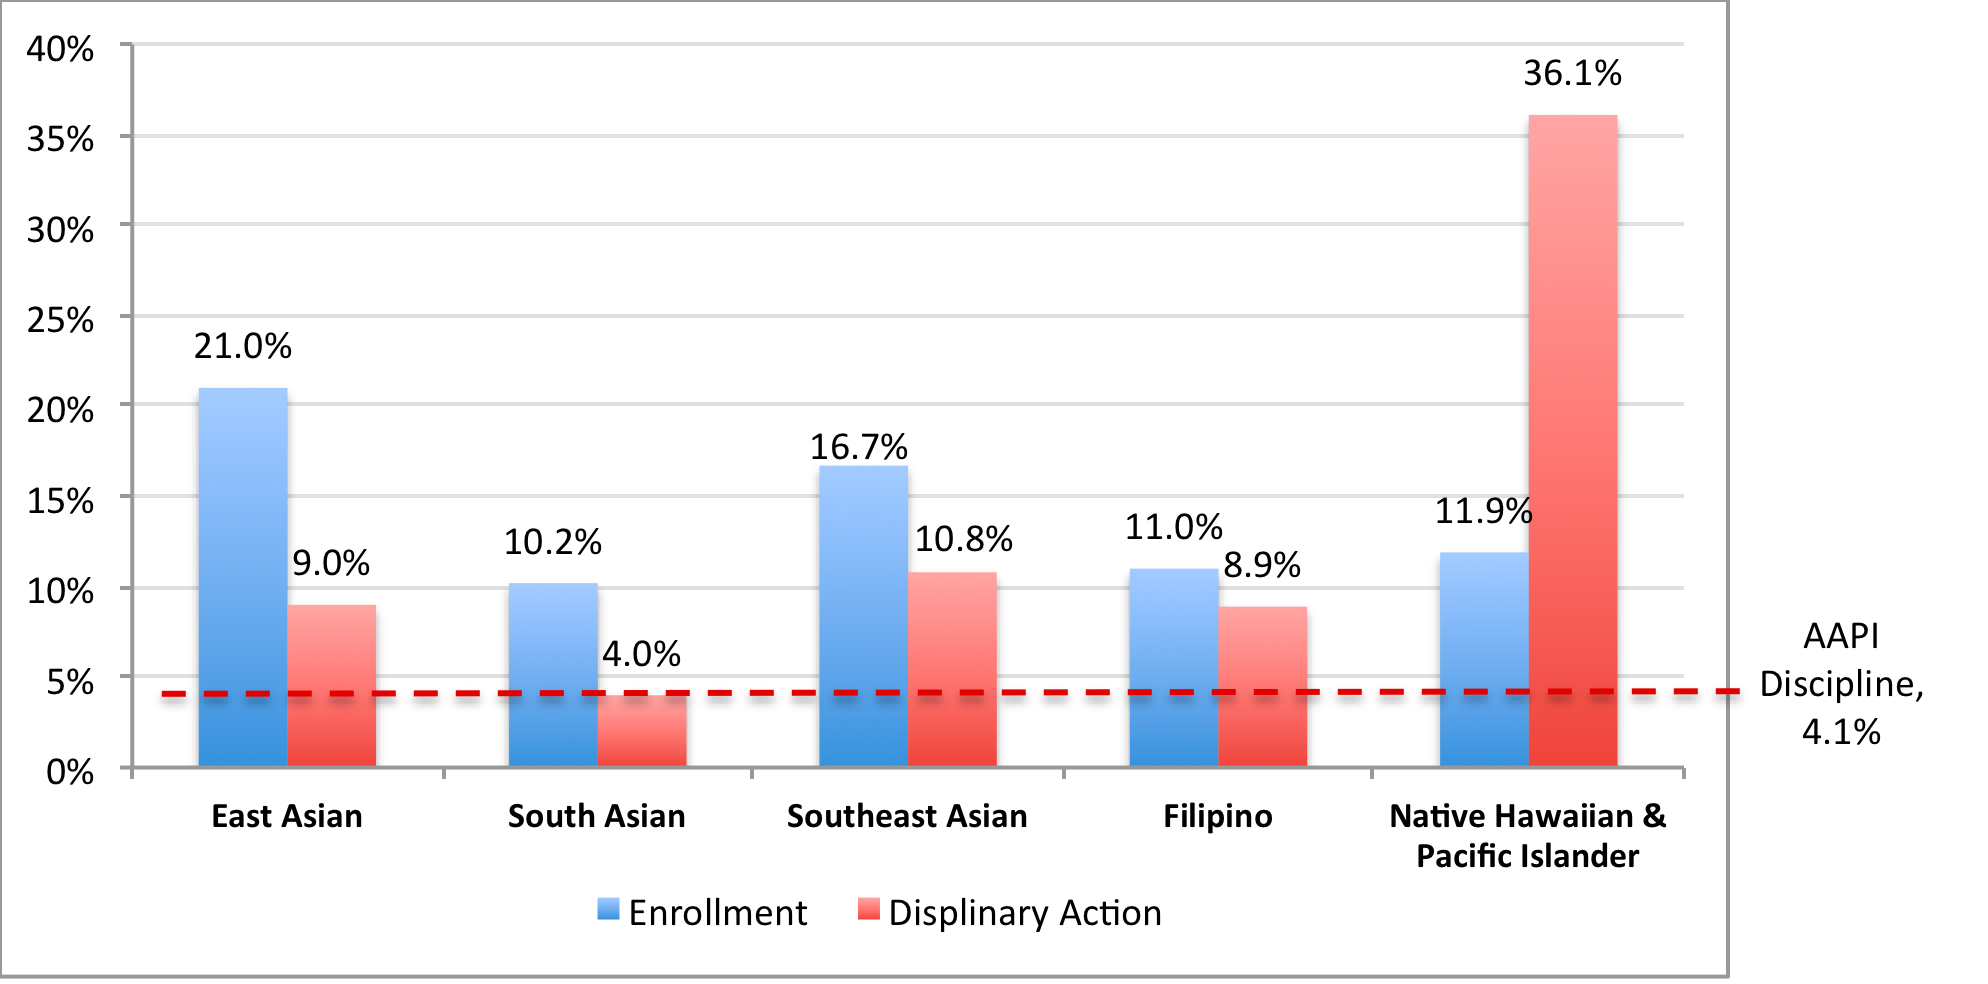 40%
35%
30%
25%
20%
15%
10%
5%
0%
21.0%
9.0%
10.2%
4.0%
16.7%
10.8%
11.0%
8.9%
11.9%
36.1%
AAPI
Discipline,
4.1%
East Asian
South Asian
Southeast Asian
Filipino
Native Hawaiian &
Pacific Islander
Enrollment
Displinary Action